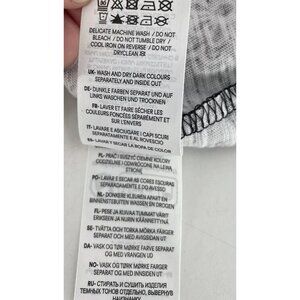 DELICATE MACHINE WASH / DO NOT
BLEACH / DO NOT TUMBLE DRY /
COOL IRON ON REVERSE / DO NOT
DRYCLEAN
UK- WASH AND DRY DARK COLOURS
SEPARATELY AND INSIDE OUT
DE- DUNKLE FARBEN SEPARAT UND AUF
LINKS WASCHEN UND TROCKNEN
FR- LAVER ET FAIRE SÉCHER LES
COULEURS FONCÉES SÉPARÉMENT ET
SUR L'ENVERS
IT- LAVARE E ASCIUGARE I CAPI SCURI
SEPARATAMENTE E AL ROVESCIO
ES- LAVAR Y SECAR LA ROPA DE COLOR
PL- PRAĆ I SUSZYĆ CIEMNE KOLORY
ODDZIELNIE I ODWRÓCONE NA LEWĄ
STRONĘ
PO- LAVAR E SECAR AS CORES ESCURAS
SEPARADAMENTE E DO AVESSO
NL- DONKERE KLEUREN APART EN
BINNENSTEBUITEN WASSEN EN DROGEN
FL- PESE JA KUIVAA TUMMAT VÄRIT
ERIKSEEN JA NURIN KÄÄNNETTYNÄ
SE- TVÄTTA OCH TORKA MÖRKA FÄRGER
SEPARAT OCH MED AVIGSIDAN UT
DA- VASK OG TØR MØRKE FARVE SEPARAT
OG MED VRANGEN UD
NO- VASK OG TØRK MØRKE FARGER
SEPARAT OG MED INNSIDEN UT
RU- СТИРАТЬ И СУШИТЬ ИЗДЕЛИЯ
ТЕМНЫХ ТОНОВ ОТДЕЛЬНО, ВЫВЕРНУВ